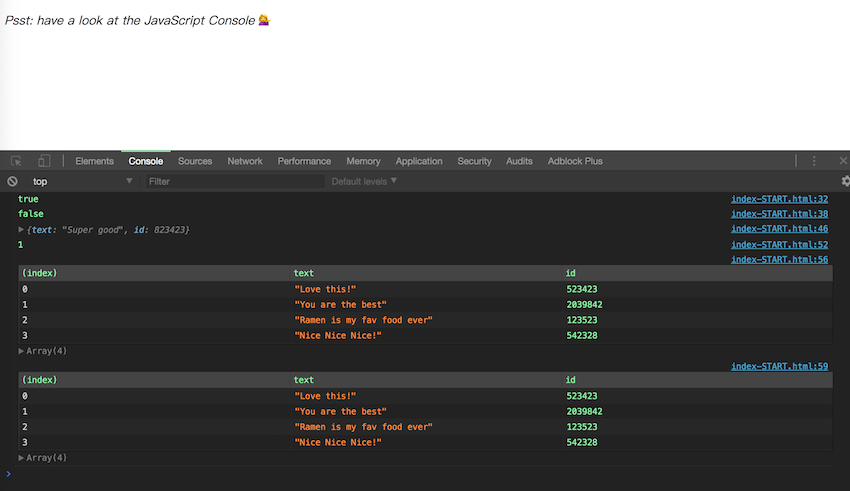 Psst: have a look at the JavaScript Console 💁
Elements Console Sources Network Performance Memory Application Security Audits Adblock Plus
top Filter Default levels
true index-START.html:32
false index-START.html:38
{text: "Super good", id: 823423} index-START.html:46
1 index-START.html:52
index-START.html:56
(index) text id
0 "Love this!" 523423
1 "You are the best" 2039842
2 "Ramen is my fav food ever" 123523
3 "Nice Nice Nice!" 542328
Array(4)
index-START.html:59
(index) text id
0 "Love this!" 523423
1 "You are the best" 2039842
2 "Ramen is my fav food ever" 123523
3 "Nice Nice Nice!" 542328
Array(4)